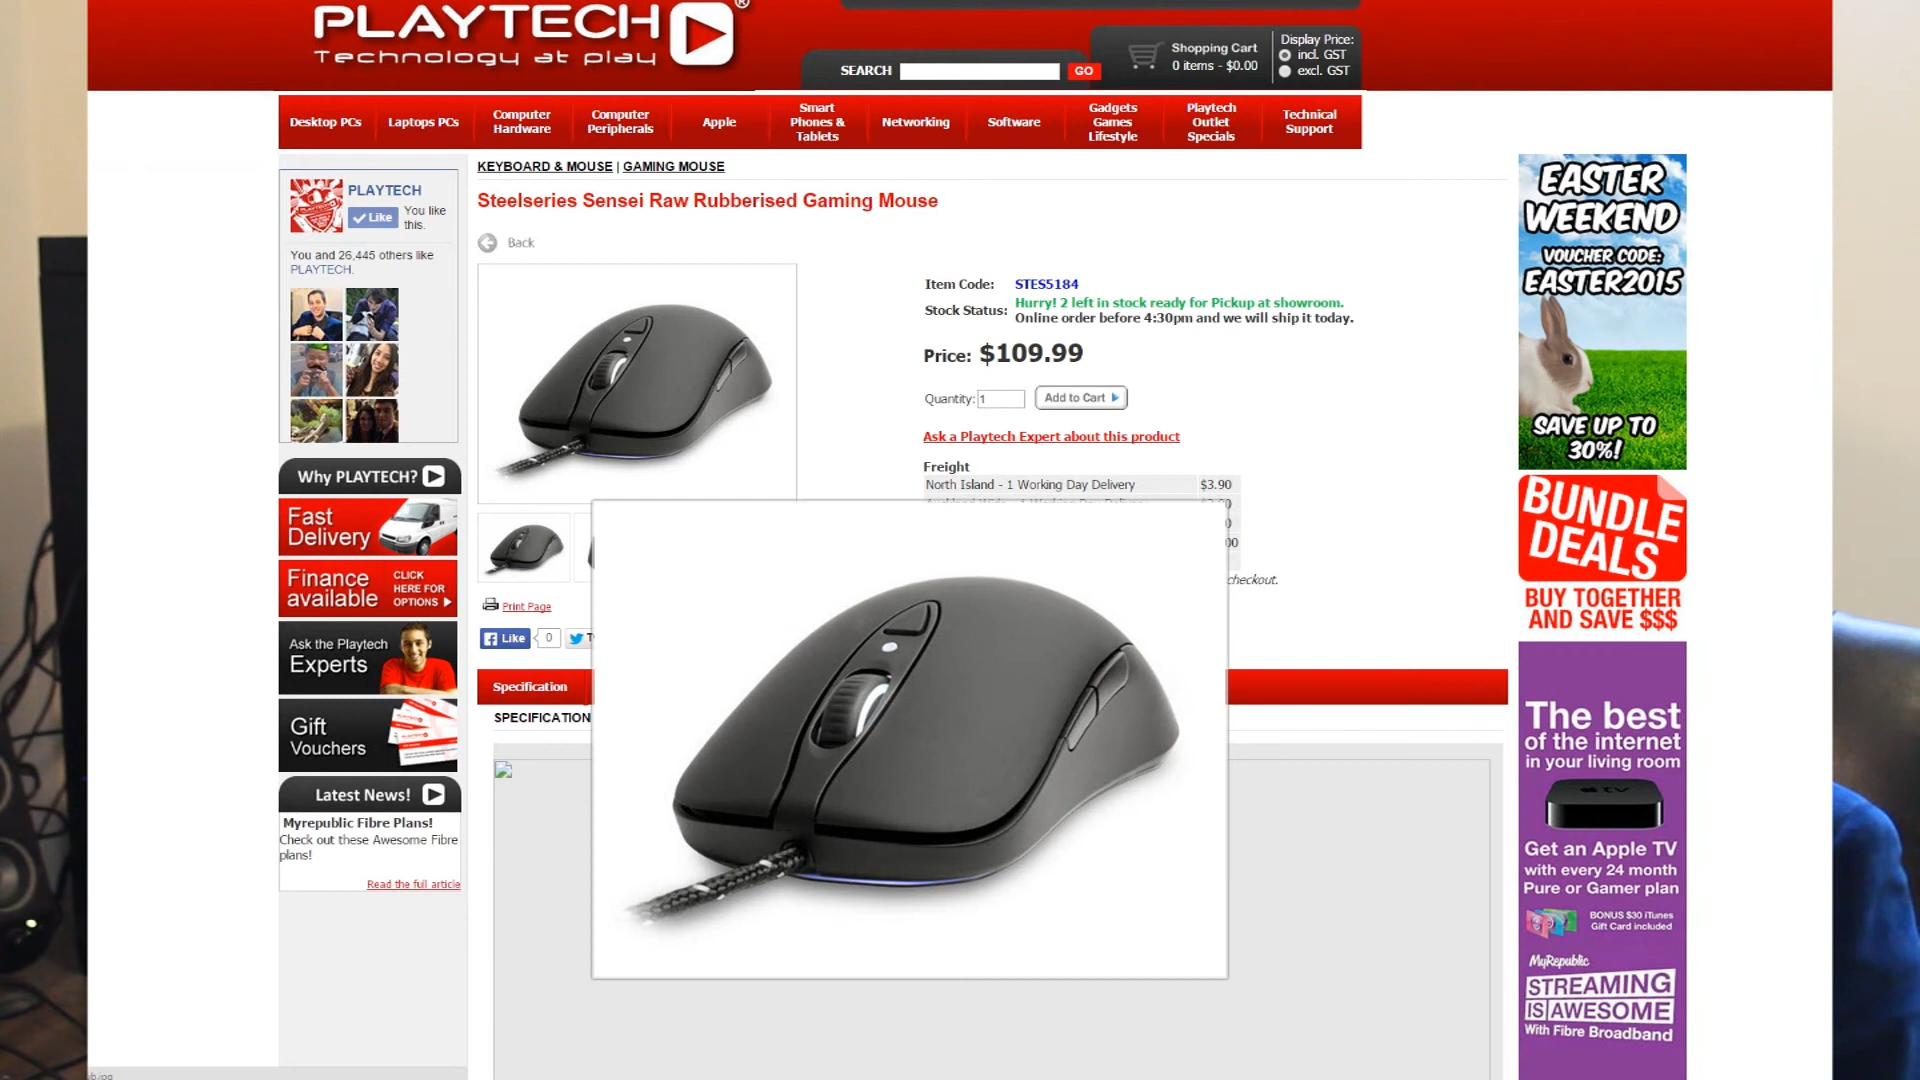 PLAYTECH ®
Technology at play
SEARCH
GO
Shopping Cart
0 items - $0.00
Display Price:
incl. GST
excl. GST
Desktop PCs
Laptops PCs
Computer
Hardware
Computer
Peripherals
Apple
Smart
Phones &
Tablets
Networking
Software
Gadgets
Games
Lifestyle
Playtech
Outlet
Specials
Technical
Support
PLAYTECH
Like
You like
this.
You and 26,445 others like
PLAYTECH.
Why PLAYTECH?
Fast
Delivery
Finance
available
CLICK
HERE FOR
OPTIONS
Ask the Playtech
Experts
Gift
Vouchers
Latest News!
Myrepublic Fibre Plans!
Check out these Awesome Fibre
plans!
Read the full article
KEYBOARD & MOUSE | GAMING MOUSE
Steelseries Sensei Raw Rubberised Gaming Mouse
Back
Item Code: STES5184
Stock Status: Hurry! 2 left in stock ready for Pickup at showroom.
Online order before 4:30pm and we will ship it today.
Price: $109.99
Quantity: 1
Add to Cart
Ask a Playtech Expert about this product
Freight
North Island - 1 Working Day Delivery $3.90
checkout.
Print Page
Like
0
Specification
SPECIFICATION
EASTER
WEEKEND
VOUCHER CODE:
EASTER2015
SAVE UP TO
30%!
BUNDLE
DEALS
BUY TOGETHER
AND SAVE $$$
The best
of the internet
in your living room
tv
Get an Apple TV
with every 24 month
Pure or Gamer plan
BONUS $30 iTunes
Gift Card included
MyRepublic
STREAMING
IS AWESOME
With Fibre Broadband